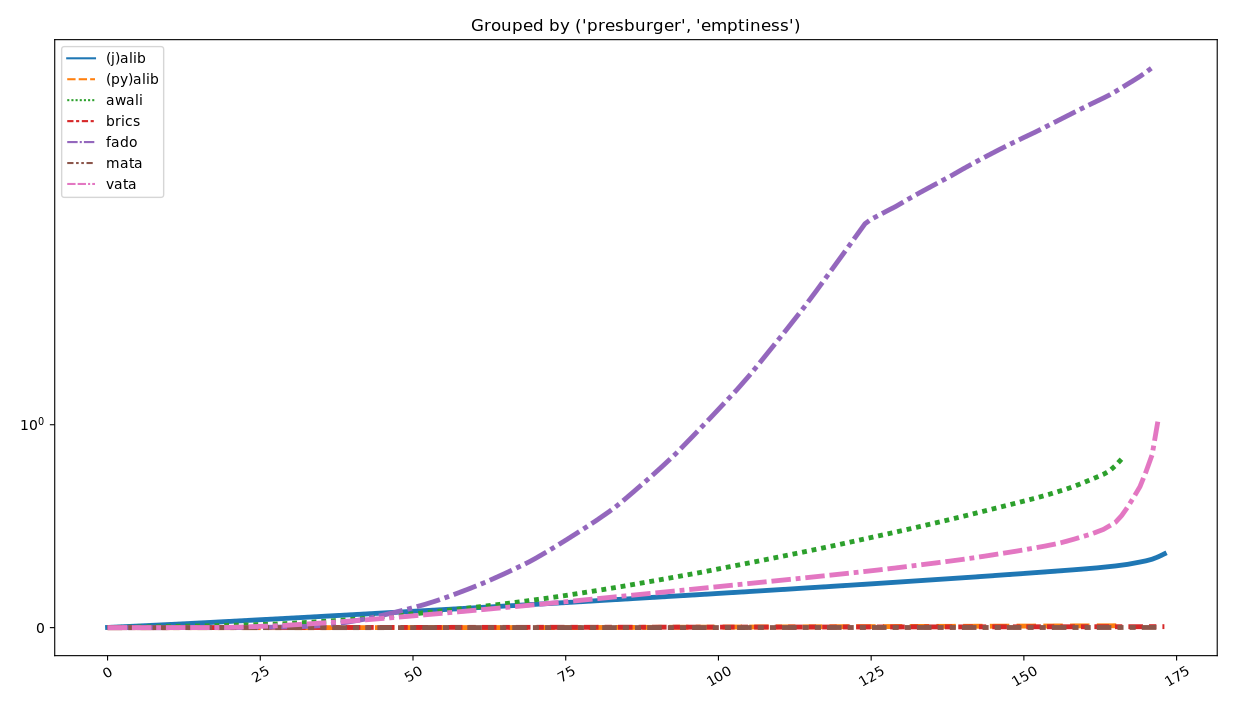 Grouped by ('presburger', 'emptiness')
(j)alib
(py)alib
awali
brics
fado
mata
vata
10⁰
0
0
25
50
75
100
125
150
175